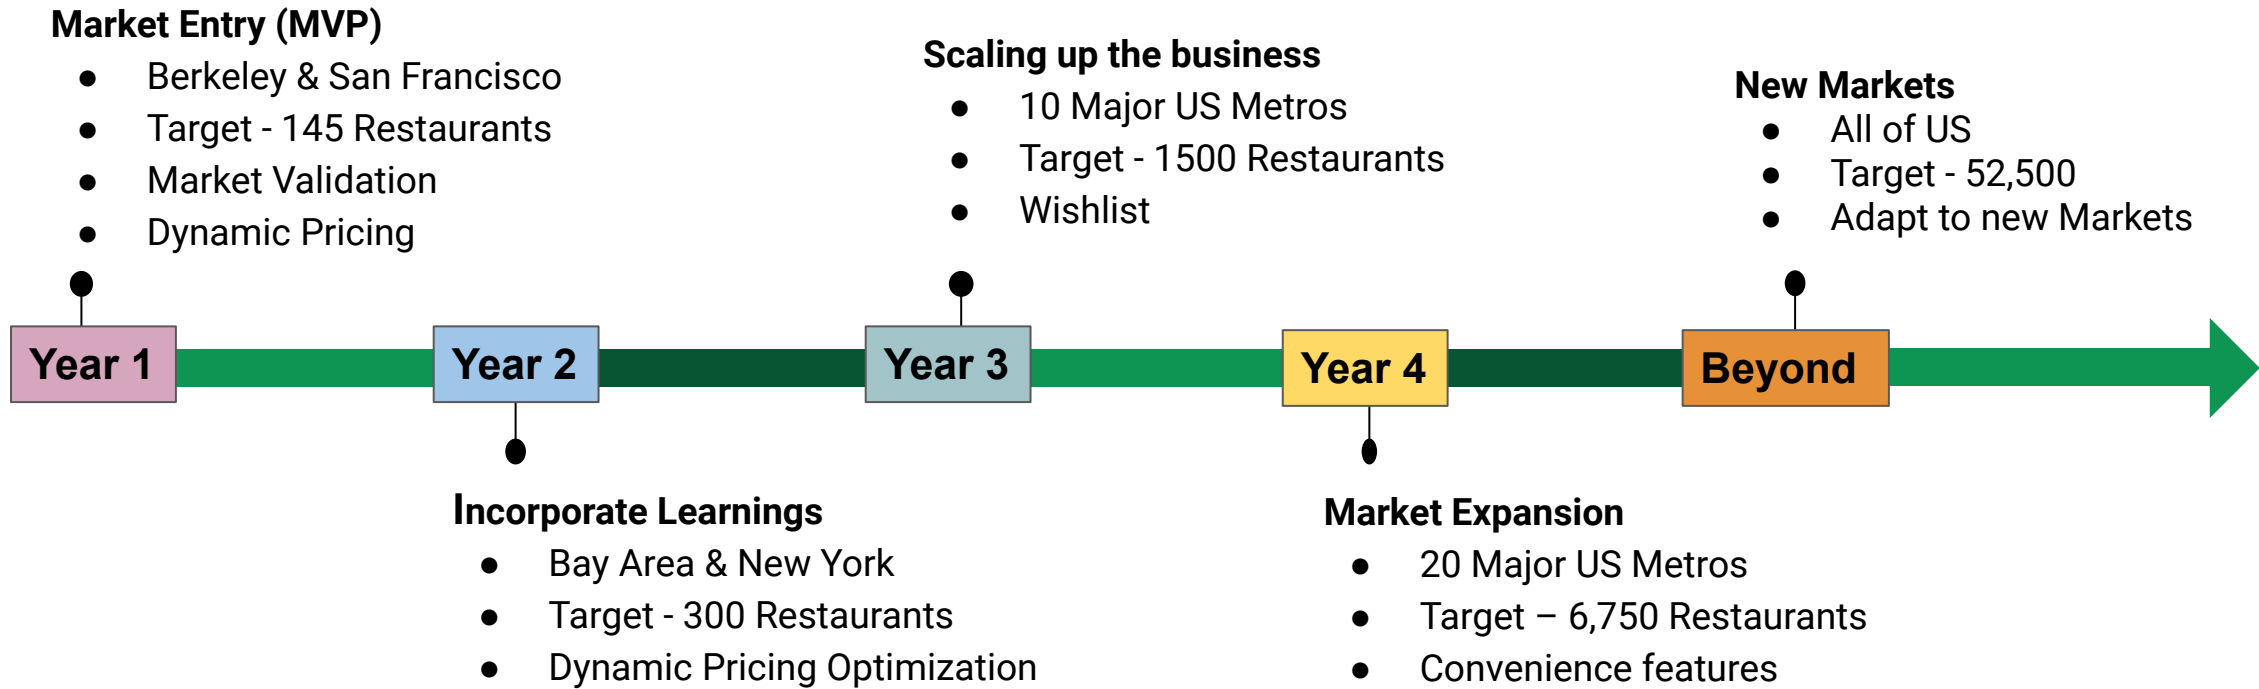 Market Entry (MVP)
● Berkeley & San Francisco
● Target - 145 Restaurants
● Market Validation
● Dynamic Pricing
Scaling up the business
● 10 Major US Metros
● Target - 1500 Restaurants
● Wishlist
New Markets
● All of US
● Target - 52,500
● Adapt to new Markets
Year 1
Year 2
Year 3
Year 4
Beyond
Incorporate Learnings
● Bay Area & New York
● Target - 300 Restaurants
● Dynamic Pricing Optimization
Market Expansion
● 20 Major US Metros
● Target – 6,750 Restaurants
● Convenience features